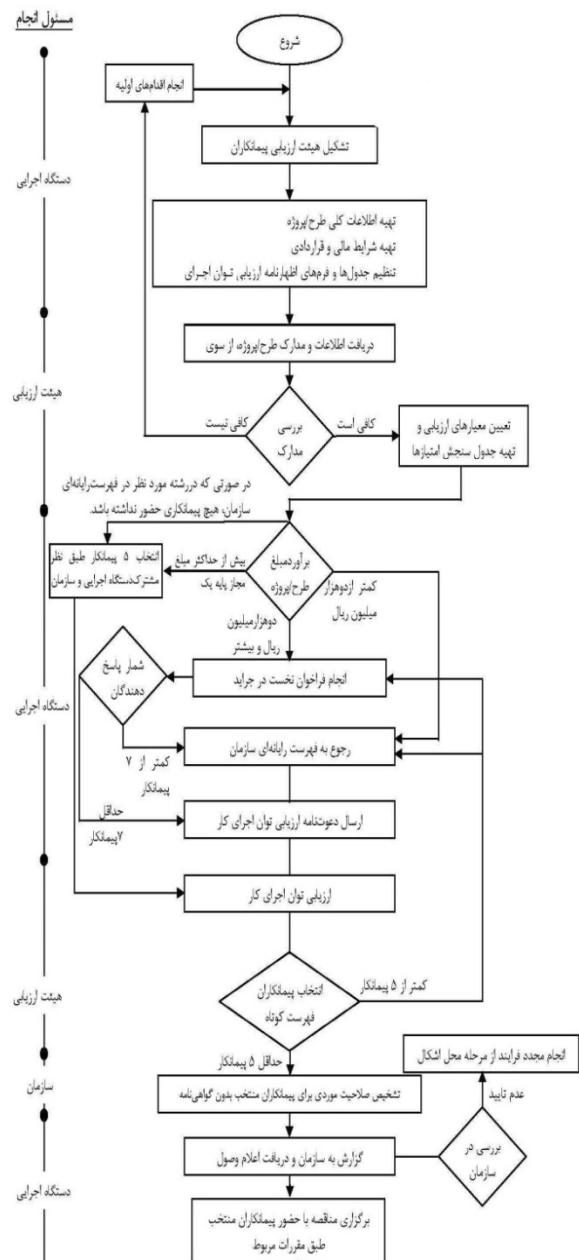 مسئول انجام
شروع
انجام اقدام‌های اولیه
تشکیل هیئت ارزیابی پیمانکاران
دستگاه اجرایی
تهیه اطلاعات کلی طرح/پروژه
تهیه شرایط مالی و قراردادی
تنظیم جدول‌ها و فرم‌های اظهارنامه ارزیابی توان اجرای
دریافت اطلاعات و مدارک طرح/پروژه، از سوی
هیئت ارزیابی
بررسی
مدارک
کافی نیست
کافی است
تعیین معیارهای ارزیابی و
تهیه جدول سنجش امتیازها
در صورتی که دررشته مورد نظر در فهرست‌رایانه‌ای
سازمان، هیچ پیمانکاری حضور نداشته باشد.
برآوردمبلغ
طرح/پروژه
بیش از حداکثر مبلغ
مجاز پایه یک
انتخاب ۵ پیمانکار طبق نظر
مشترک‌دستگاه اجرایی و سازمان
کمتر ازدوهزار
میلیون ریال
دوهزارمیلیون
ریال و بیشتر
دستگاه اجرایی
شمار پاسخ
دهندگان
انجام فراخوان نخست در جراید
رجوع به فهرست رایانه‌ای سازمان
کمتر از ۷
پیمانکار
حداقل
۷پیمانکار
ارسال دعوت‌نامه ارزیابی توان اجرای کار
ارزیابی توان اجرای کار
هیئت ارزیابی
انتخاب پیمانکاران
فهرست کوتاه
کمتر از ۵ پیمانکار
حداقل ۵ پیمانکار
انجام مجدد فرایند از مرحله محل اشکال
عدم تایید
سازمان
تشخیص صلاحیت موردی برای پیمانکاران منتخب بدون گواهی‌نامه
بررسی در
سازمان
گزارش به سازمان و دریافت اعلام وصول
دستگاه اجرایی
برگزاری مناقصه با حضور پیمانکاران منتخب
طبق مقررات مربوط